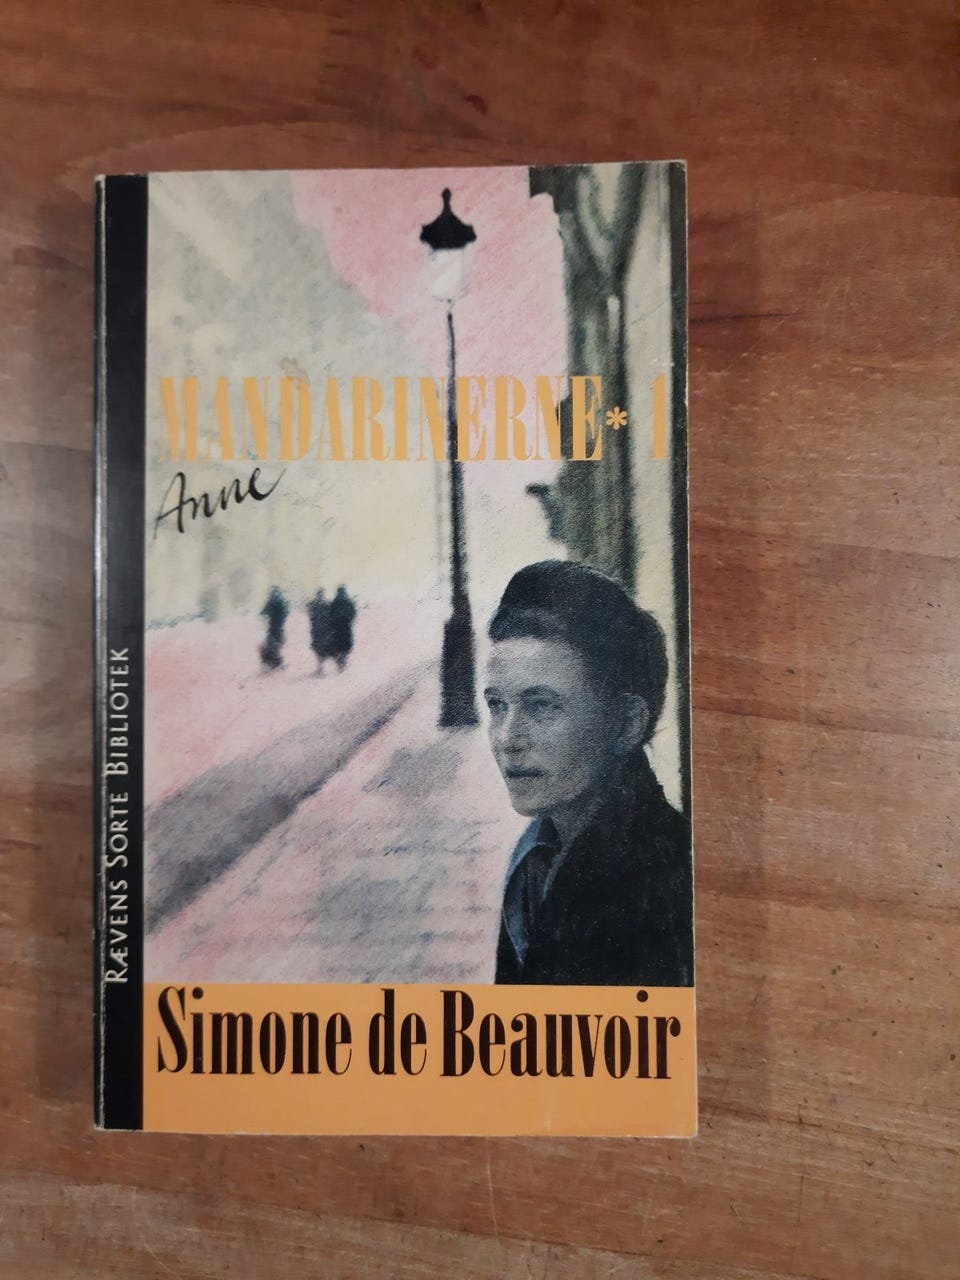 MANDARINERNE* 1
Anne
RÆVENS SORTE BIBLIOTEK
Simone de Beauvoir